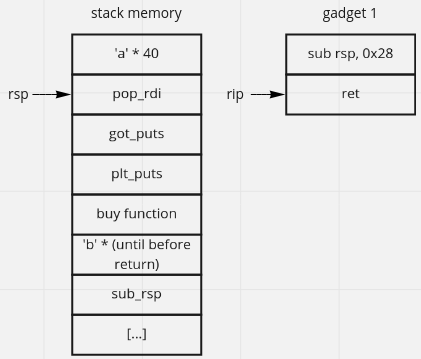 stack memory
gadget 1
'a' * 40
sub rsp, 0x28
rsp
pop_rdi
rip
ret
got_puts
plt_puts
buy function
'b' * (until before
return)
sub_rsp
[...]